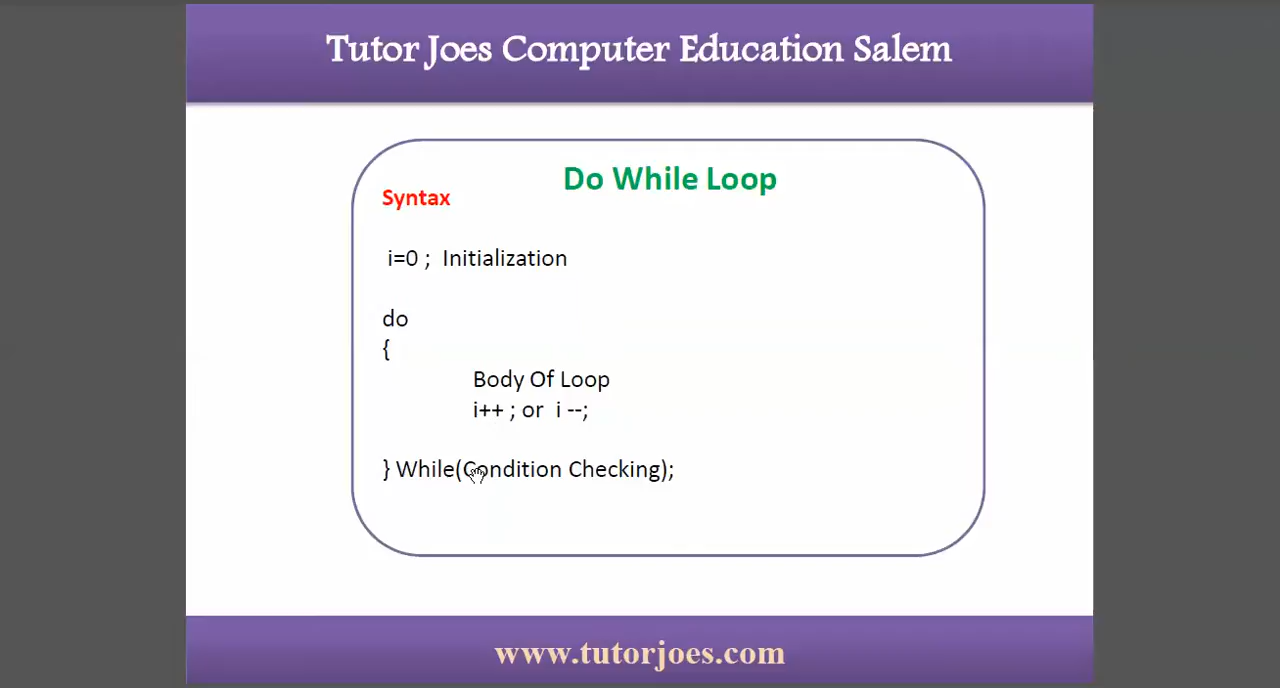 Tutor Joes Computer Education Salem
Do While Loop
Syntax
i=0 ;  Initialization
do
{
Body Of Loop
i++ ; or  i --;
} While(Condition Checking);
www.tutorjoes.com